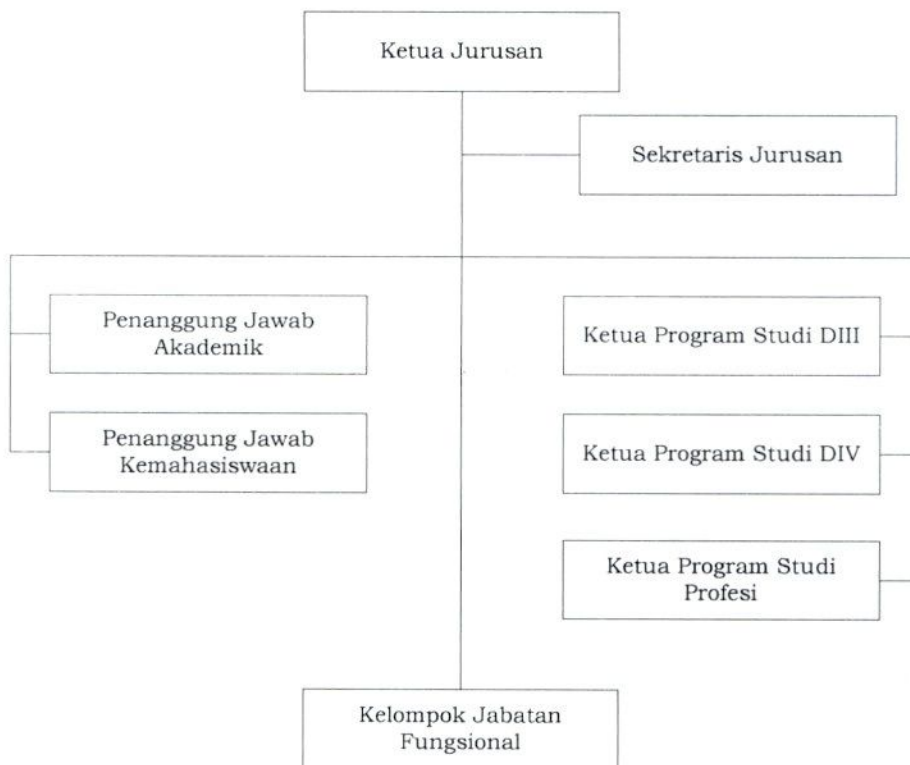 Ketua Jurusan
Sekretaris Jurusan
Penanggung Jawab
Akademik
Penanggung Jawab
Kemahasiswaan
Ketua Program Studi DIII
Ketua Program Studi DIV
Ketua Program Studi
Profesi
Kelompok Jabatan
Fungsional